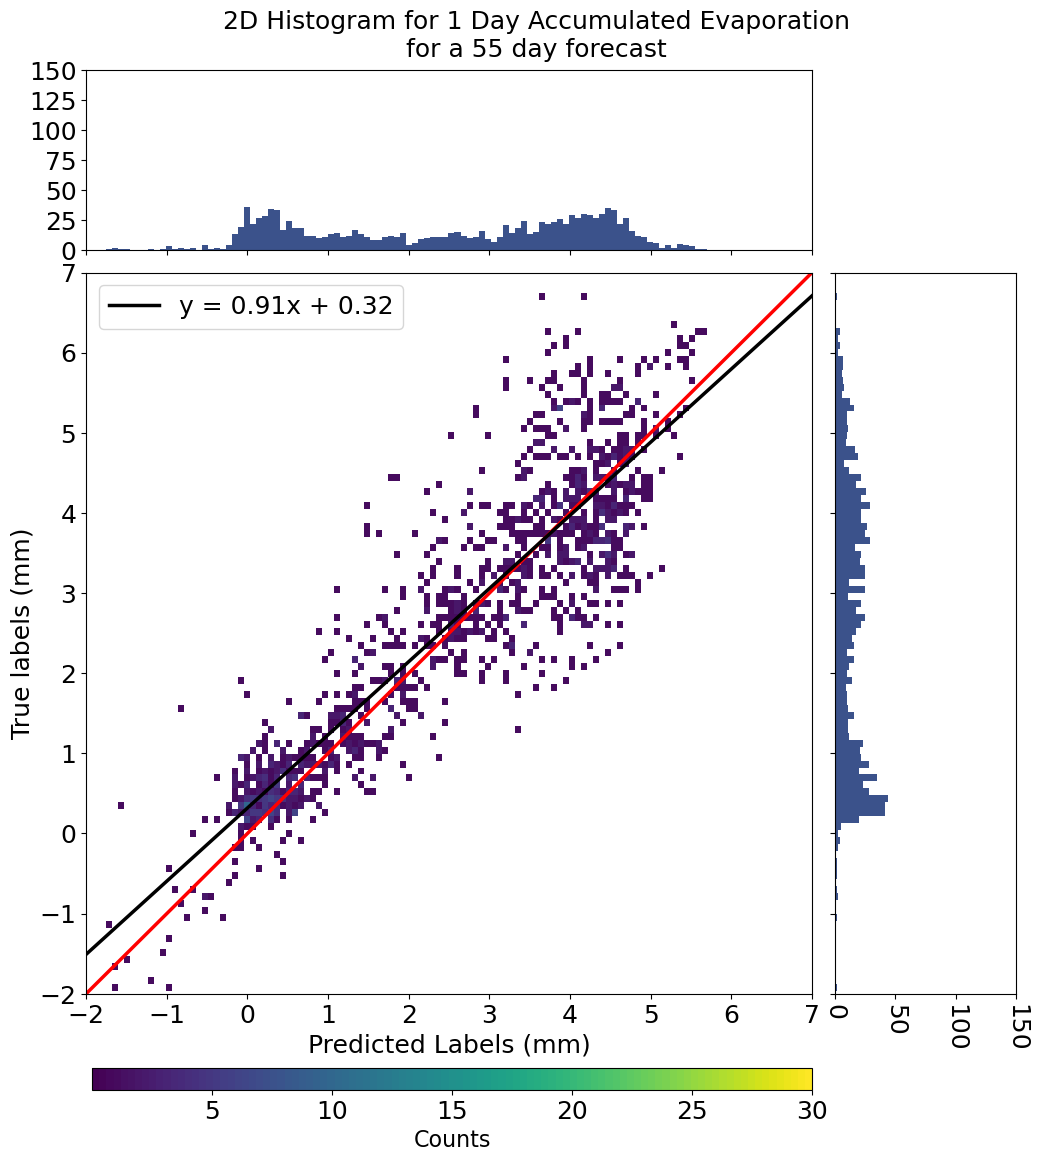 2D Histogram for 1 Day Accumulated Evaporation
for a 55 day forecast
150
125
100
75
50
25
0
7
6
5
4
3
2
1
0
−1
−2
True labels (mm)
y = 0.91x + 0.32
−2 −1 0 1 2 3 4 5 6 7
Predicted Labels (mm)
0 50 100 150
5 10 15 20 25 30
Counts